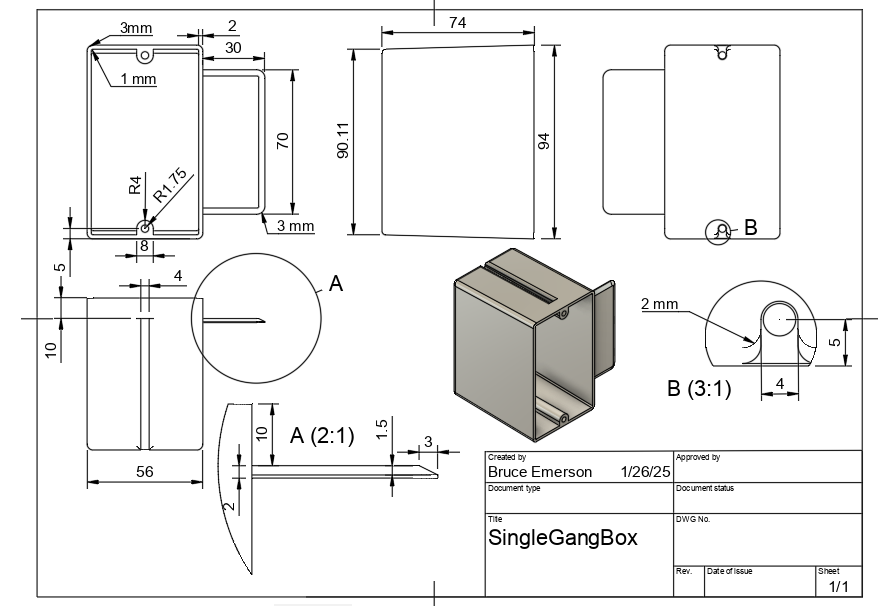 3mm
2
30
1 mm
70
R4
R1.75
3 mm
8
5
74
90.11
94
B
4
10
A
56
2 mm
5
4
B (3:1)
10
A (2:1)
1.5
3
2
Created by
Bruce Emerson 1/26/25
Approved by
Document type
Document status
Title
SingleGangBox
DWG No.
Rev.
Date of issue
Sheet
1/1